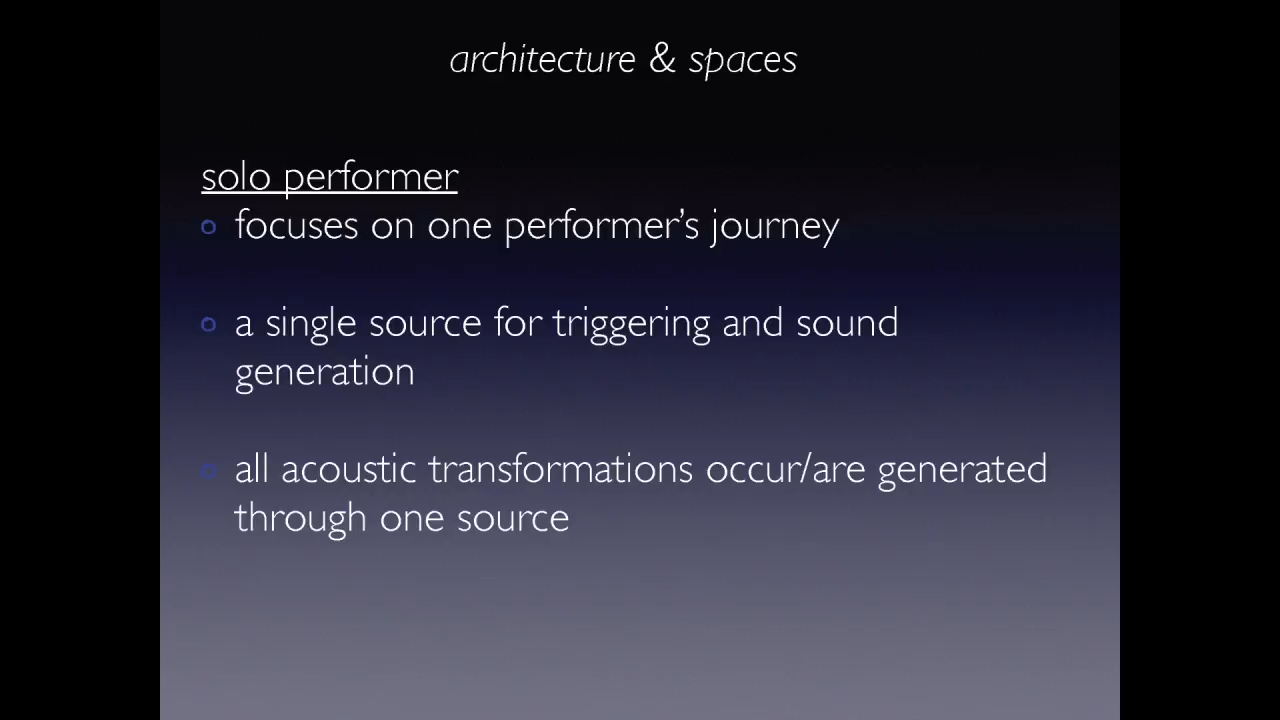 architecture & spaces
solo performer
focuses on one performer’s journey
a single source for triggering and sound
generation
all acoustic transformations occur/are generated
through one source